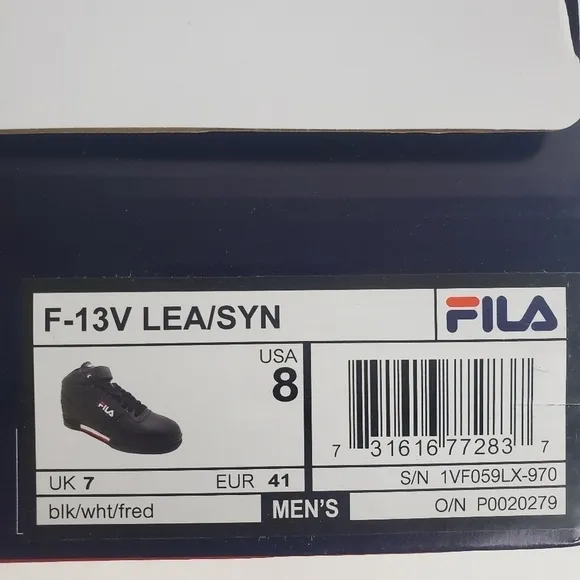 F-13V LEA/SYN
FILA
USA
8
FILA
7 31616 77283 7
UK 7 EUR 41
S/N 1VF059LX-970
blk/wht/fred
MEN'S
O/N P0020279